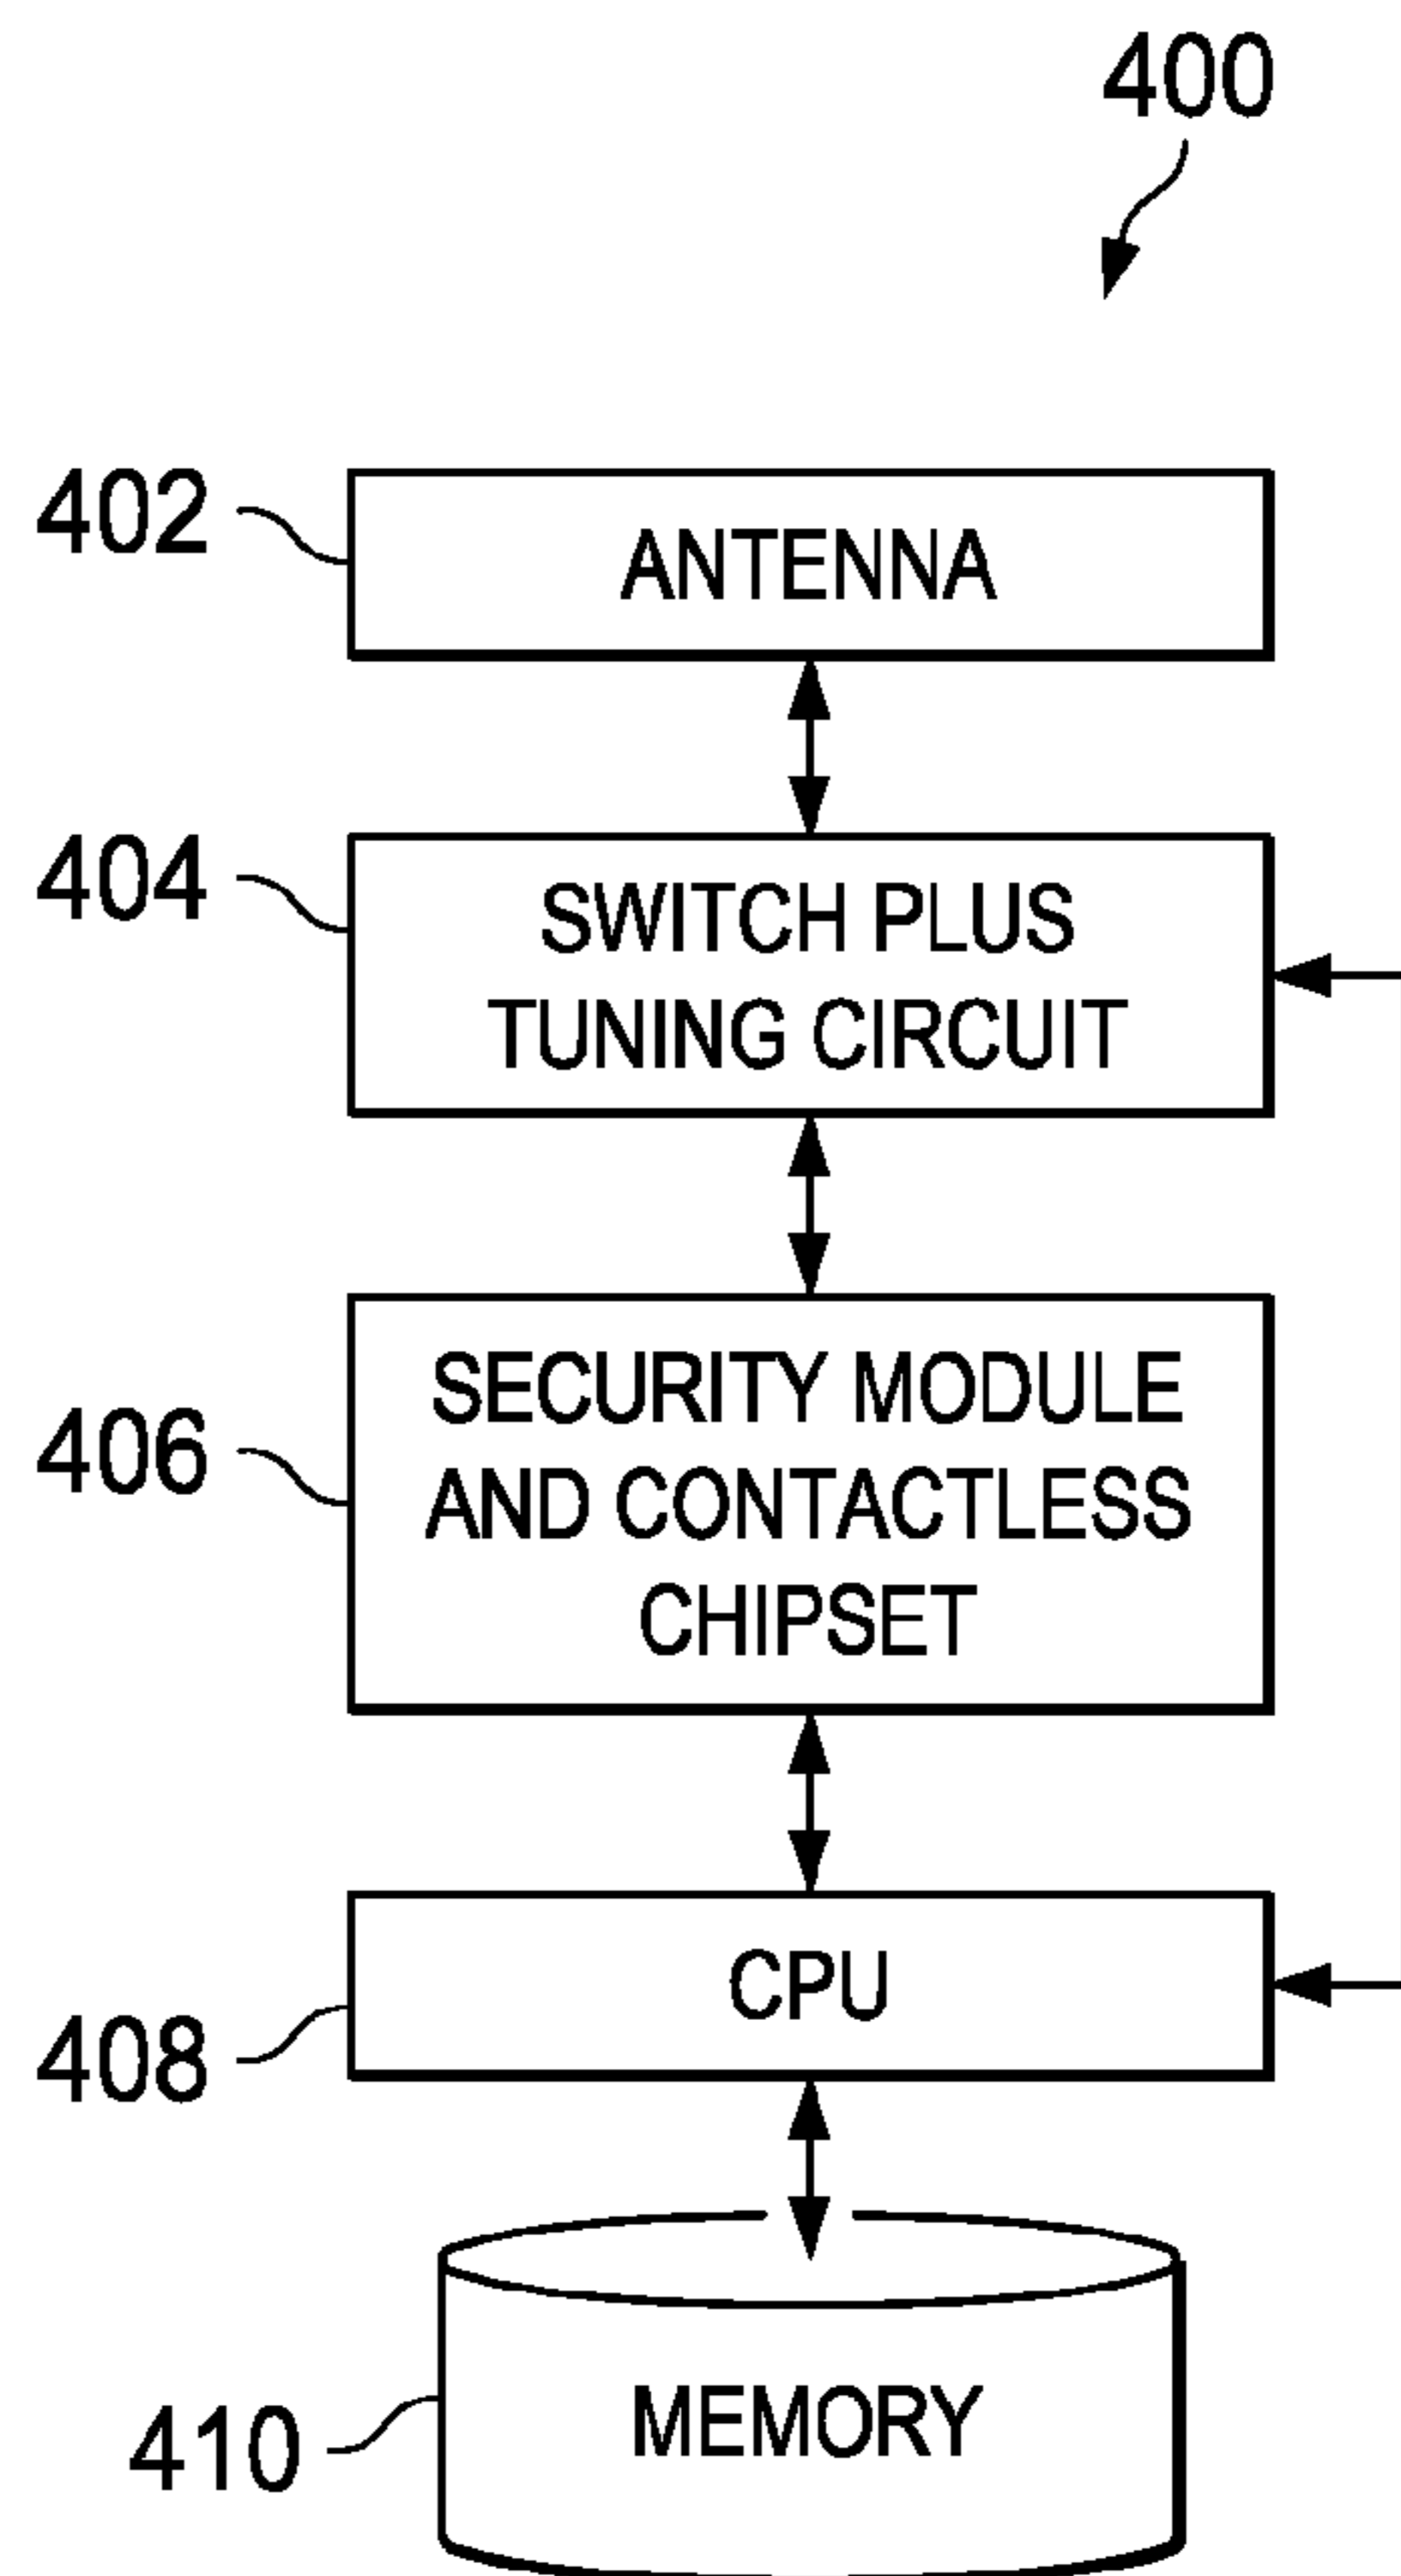 400
402
ANTENNA
404
SWITCH PLUS
TUNING CIRCUIT
406
SECURITY MODULE
AND CONTACTLESS
CHIPSET
408
CPU
410
MEMORY